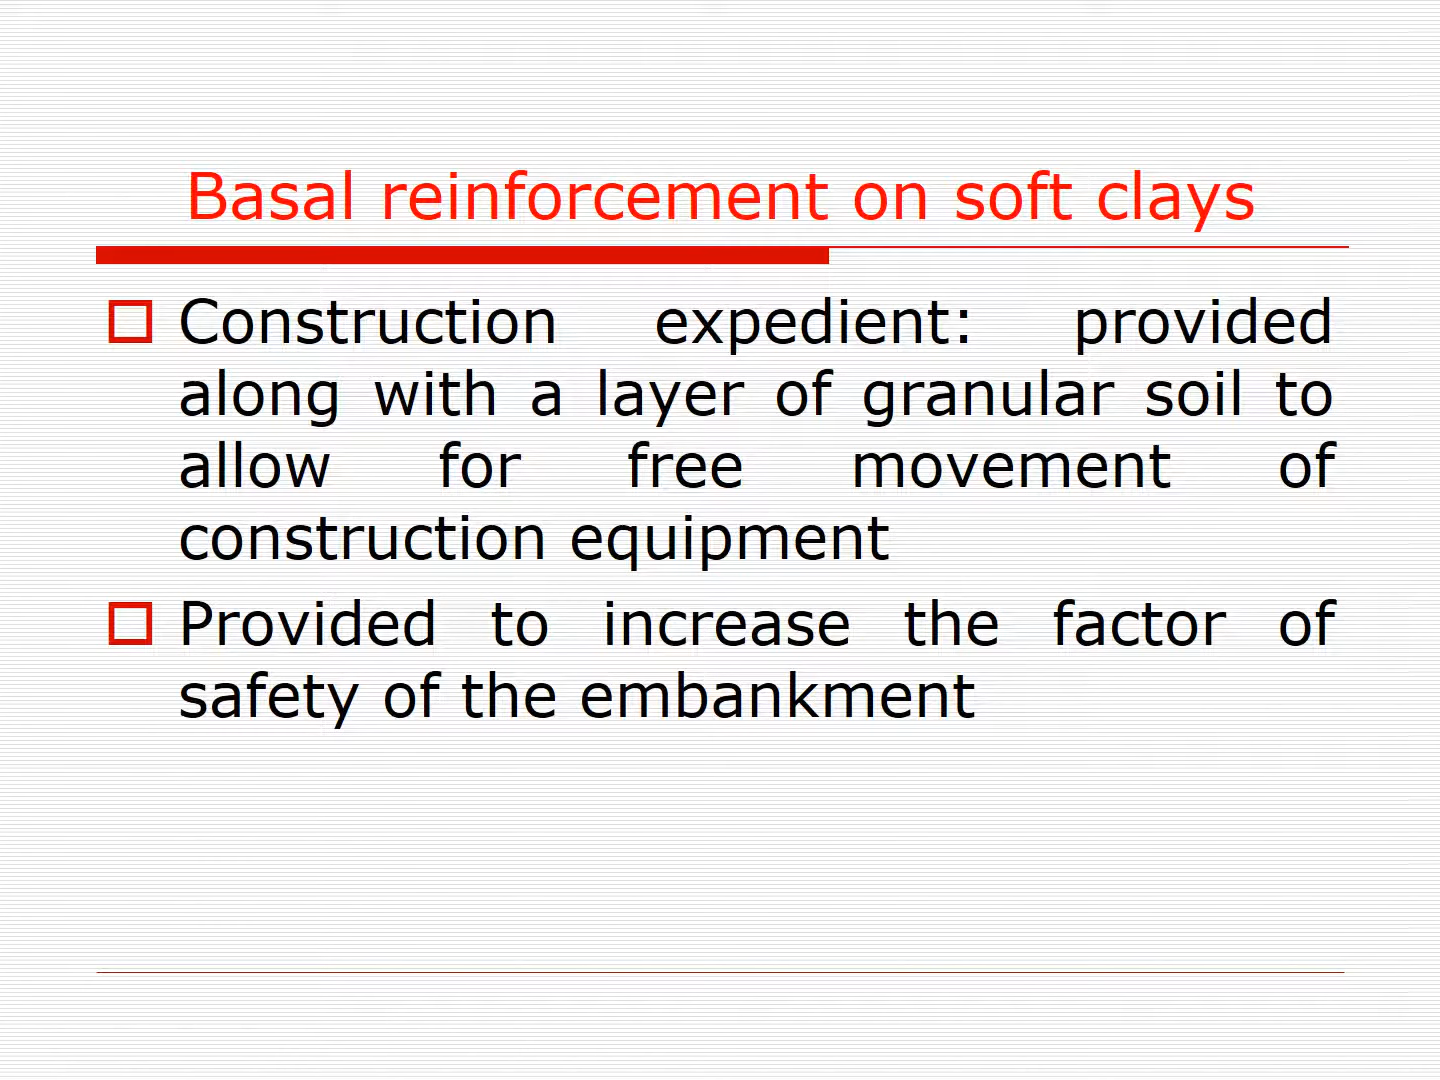 Basal reinforcement on soft clays
Construction expedient: provided
along with a layer of granular soil to
allow for free movement of
construction equipment
Provided to increase the factor of
safety of the embankment